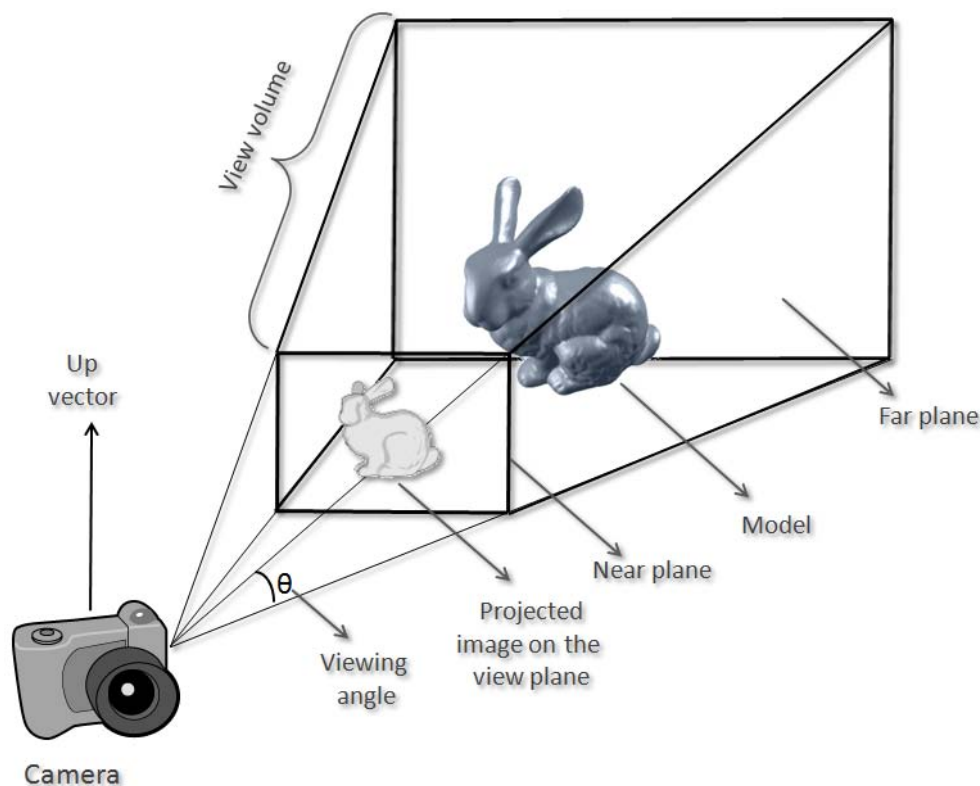 View volume
Up
vector
Far plane
Model
Near plane
θ
Projected
image on the
view plane
Viewing
angle
Camera